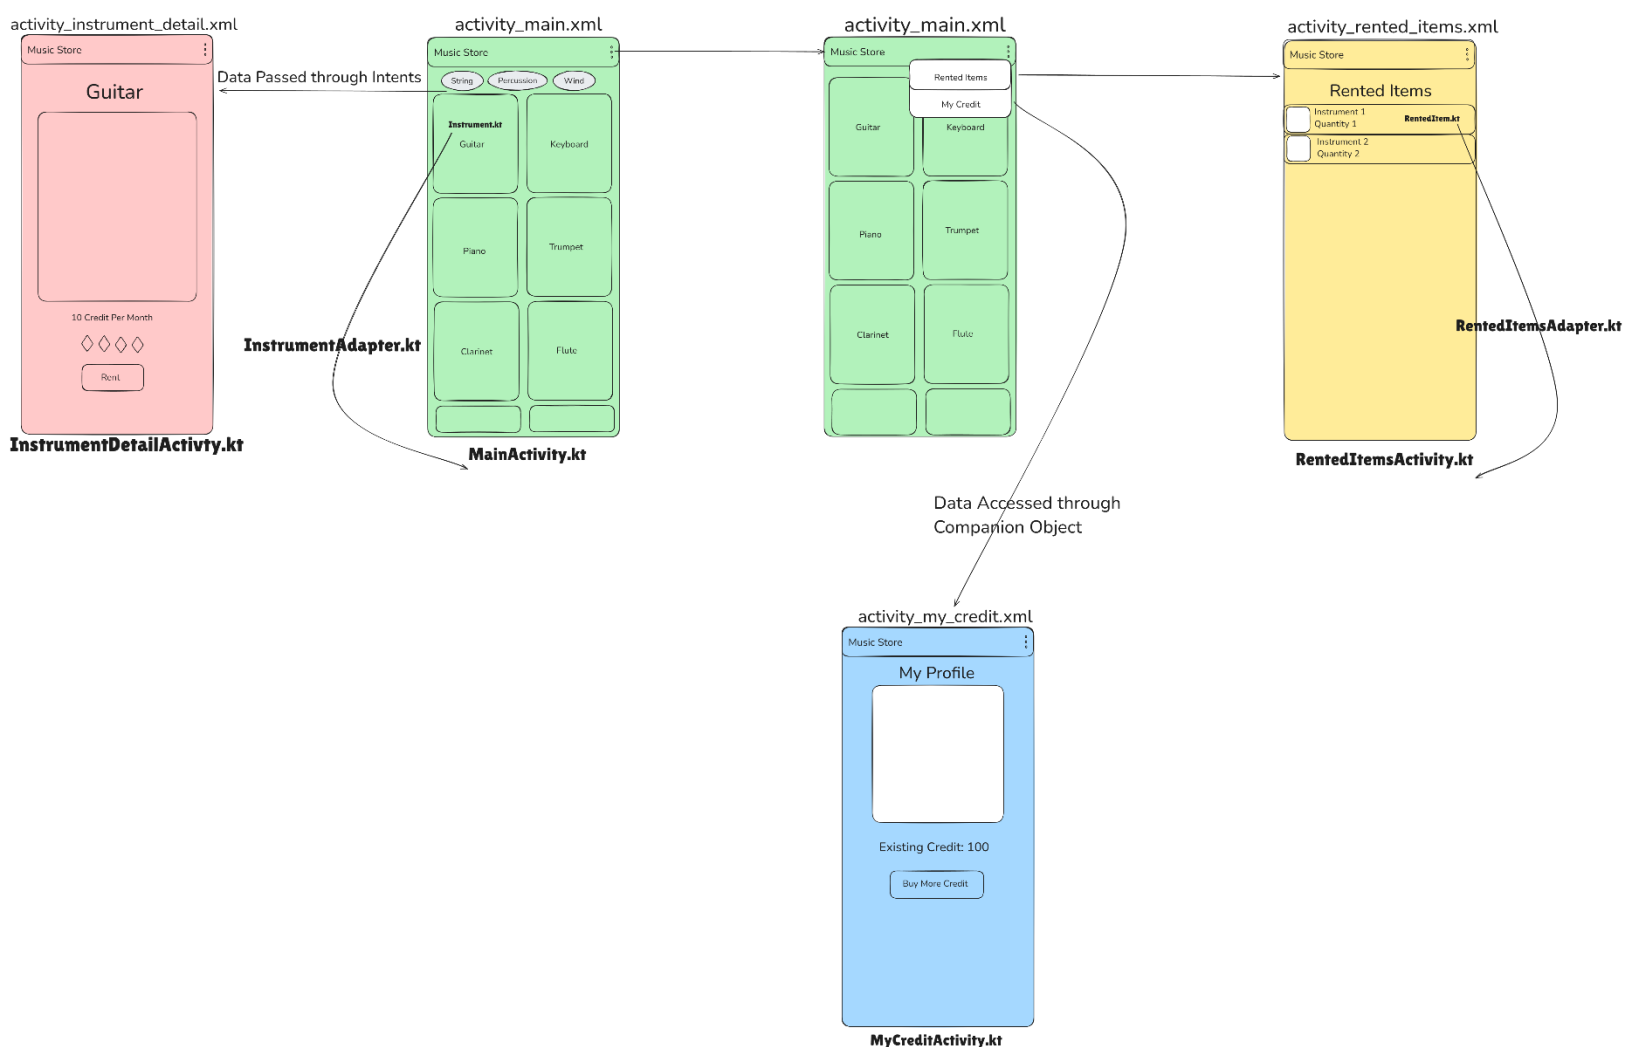 activity_instrument_detail.xml
Music Store
Guitar
10 Credit Per Month
Rent
InstrumentDetailActivty.kt
Data Passed through Intents
activity_main.xml
Music Store
String
Percussion
Wind
Instrument.kt
Guitar
Keyboard
Piano
Trumpet
Clarinet
Flute
InstrumentAdapter.kt
MainActivity.kt
activity_main.xml
Music Store
Rented Items
My Credit
Guitar
Keyboard
Piano
Trumpet
Clarinet
Flute
activity_rented_items.xml
Music Store
Rented Items
Instrument 1
Quantity 1
RentedItem.kt
Instrument 2
Quantity 2
RentedItemsAdapter.kt
RentedItemsActivity.kt
Data Accessed through
Companion Object
activity_my_credit.xml
Music Store
My Profile
Existing Credit: 100
Buy More Credit
MyCreditActivity.kt